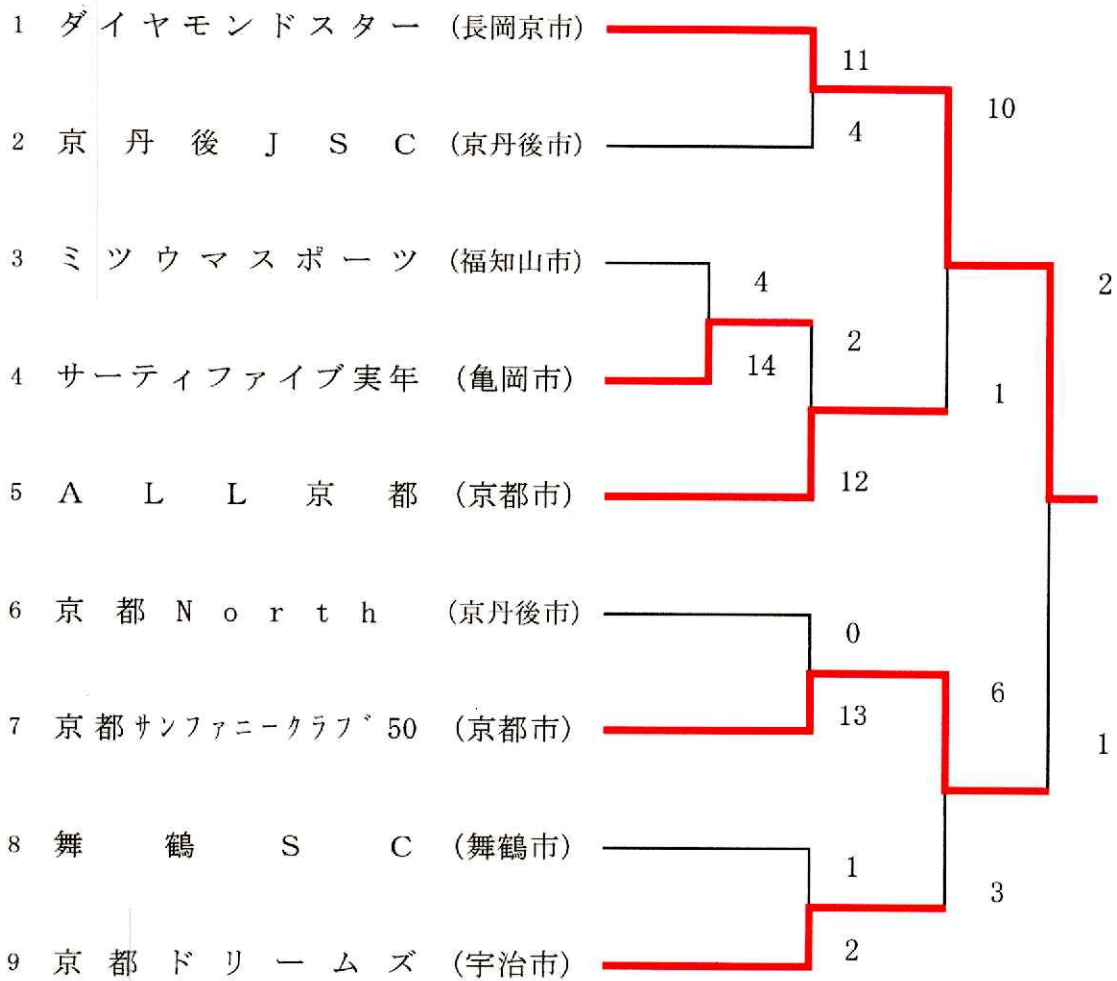 1 ダイヤモンドスター (長岡京市)
11
10
2 京丹後JSC (京丹後市)
4
3 ミツウマスポーツ (福知山市)
4
2
2
4 サーティファイブ実年 (亀岡市)
14
1
5 ALL京都 (京都市)
12
6 京都North (京丹後市)
0
6
7 京都サンファニークラブ50 (京都市)
13
1
8 舞鶴SC (舞鶴市)
1
3
9 京都ドリームズ (宇治市)
2